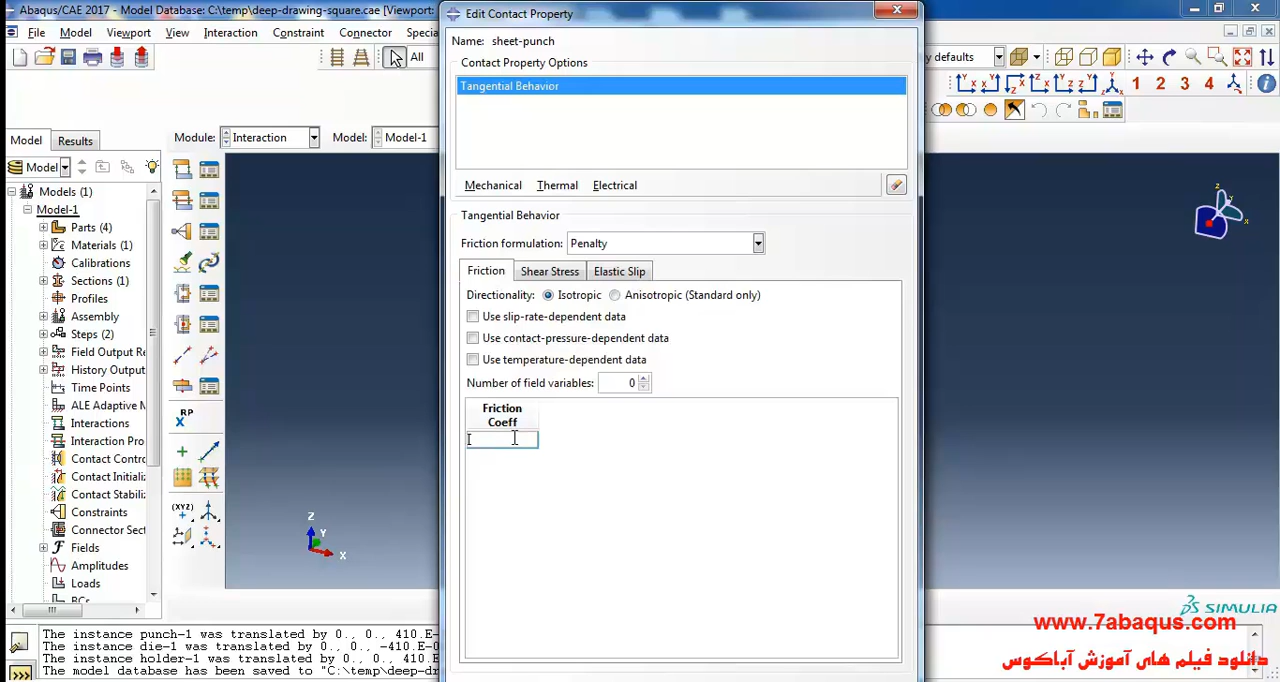 Abaqus/CAE 2017 - Model Database: C:\temp\deep-drawing-square.cae [Viewport:
File Model Viewport View Interaction Constraint Connector Specia
All
y defaults
1 2 3 4
Model Results
Module: Interaction Model: Model-1
Model
Models (1)
Model-1
Parts (4)
Materials (1)
Calibrations
Sections (1)
Profiles
Assembly
Steps (2)
Field Output Re
History Output
Time Points
ALE Adaptive M
Interactions
Interaction Pro
Contact Contro
Contact Initializ
Contact Stabiliz
Constraints
Connector Sect
Fields
Amplitudes
Loads
BCs
RP
(XYZ)
Z
Y
X
Edit Contact Property
Name: sheet-punch
Contact Property Options
Tangential Behavior
Mechanical Thermal Electrical
Tangential Behavior
Friction formulation: Penalty
Friction Shear Stress Elastic Slip
Directionality: Isotropic Anisotropic (Standard only)
Use slip-rate-dependent data
Use contact-pressure-dependent data
Use temperature-dependent data
Number of field variables: 0
Friction
Coeff
The instance punch-1 was translated by 0., 0., 410.E-
The instance die-1 was translated by 0., 0., -410.E-0
The instance holder-1 was translated by 0., 0., 410.E
The model database has been saved to "C:\temp\deep-dr
SIMULIA
www.7abaqus.com
دانلود فیلم های آموزش آباکوس